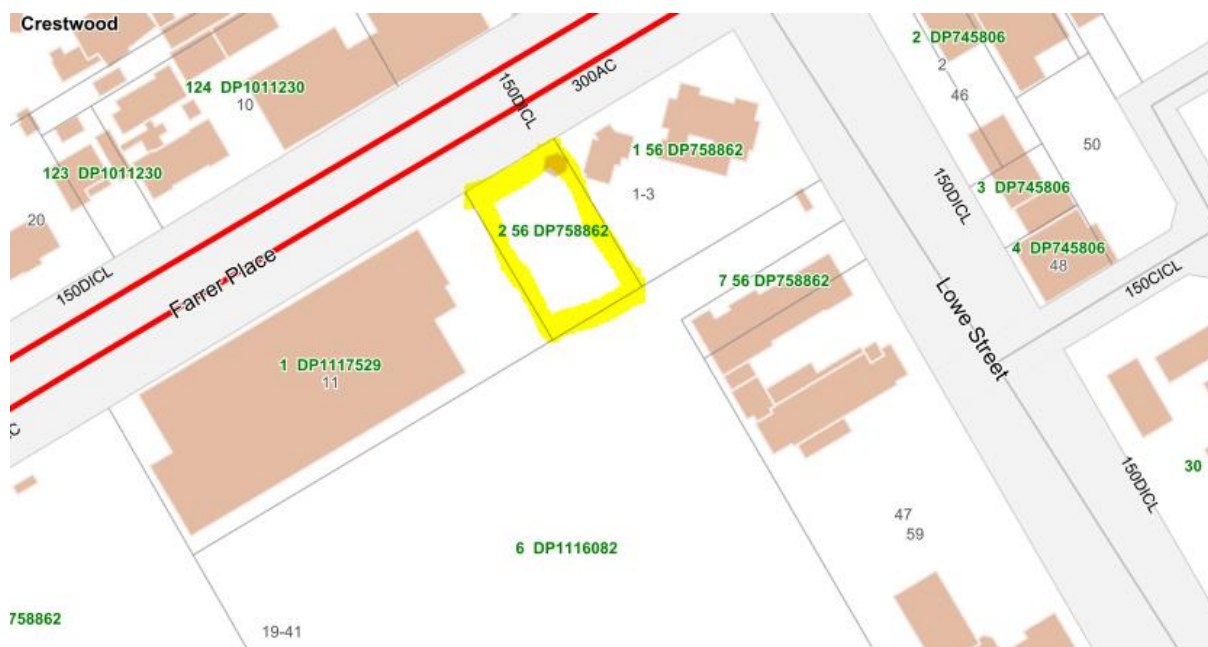 Crestwood
2 DP745806
2
124 DP1011230
10
150DICL
300AC
46
50
1 56 DP758862
123 DP1011230
1-3
150DICL
3 DP745806
20
2 56 DP758862
4 DP745806
48
150DICL
Farrer Place
7 56 DP758862
150CICL
Lowe Street
1 DP1117529
11
C
150DICL
30
47
59
6 DP1116082
758862
19-41